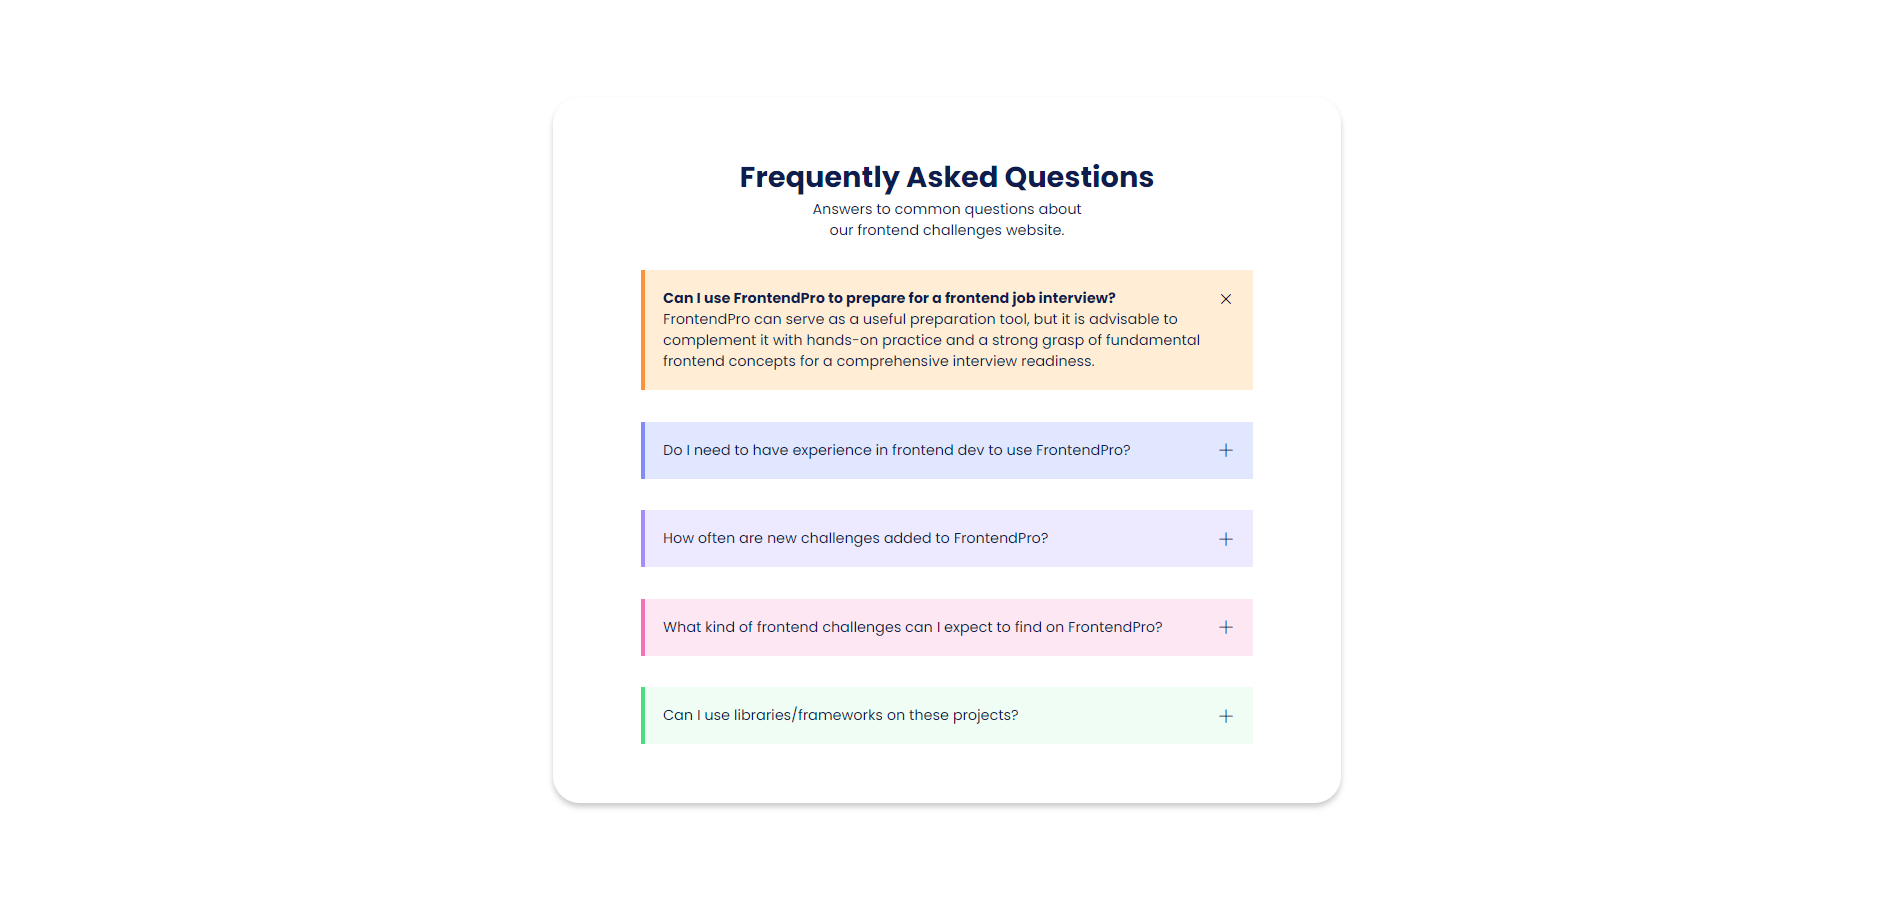 Frequently Asked Questions
Answers to common questions about
our frontend challenges website.
Can I use FrontendPro to prepare for a frontend job interview?
FrontendPro can serve as a useful preparation tool, but it is advisable to
complement it with hands-on practice and a strong grasp of fundamental
frontend concepts for a comprehensive interview readiness.
Do I need to have experience in frontend dev to use FrontendPro?
How often are new challenges added to FrontendPro?
What kind of frontend challenges can I expect to find on FrontendPro?
Can I use libraries/frameworks on these projects?